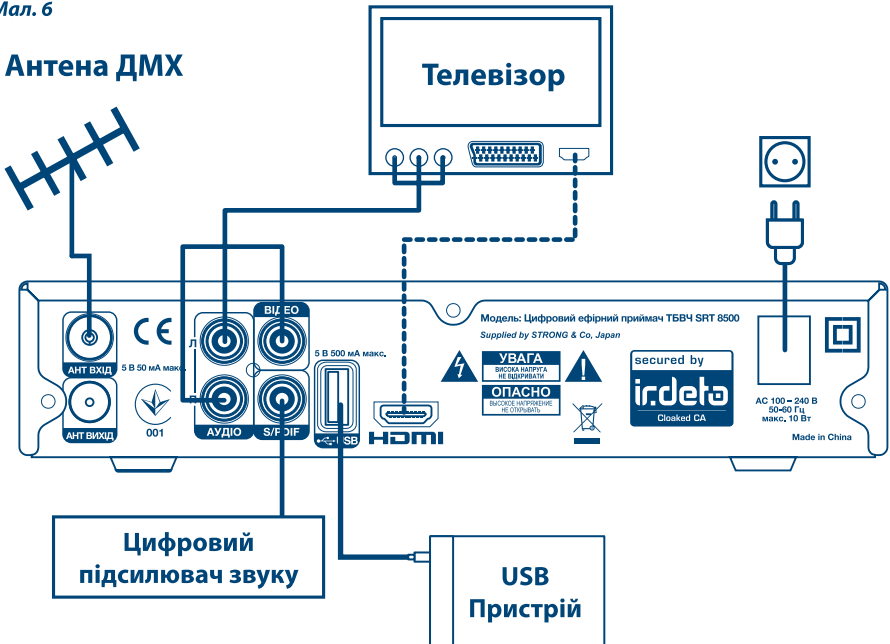 Мал. 6
Антена ДМХ
Телевізор
ВІДЕО
Л
П
АНТ ВХІД
5 В 50 мА макс.
5 В 500 мА макс.
АНТ ВИХІД
001
АУДІО
S/PDIF
USB
HDMI
Модель: Цифровий ефірний приймач ТБВЧ SRT 8500
Supplied by STRONG & Co, Japan
УВАГА
ВИСОКА НАПРУГА
НЕ ВІДКРИВАТИ
ОПАСНО
ВЫСОКОЕ НАПРЯЖЕНИЕ
НЕ ОТКРЫВАТЬ
secured by
irdeto
Cloaked CA
AC 100 – 240 В
50-60 Гц
макс. 10 Вт
Made in China
Цифровий
підсилювач звуку
USB
Пристрій